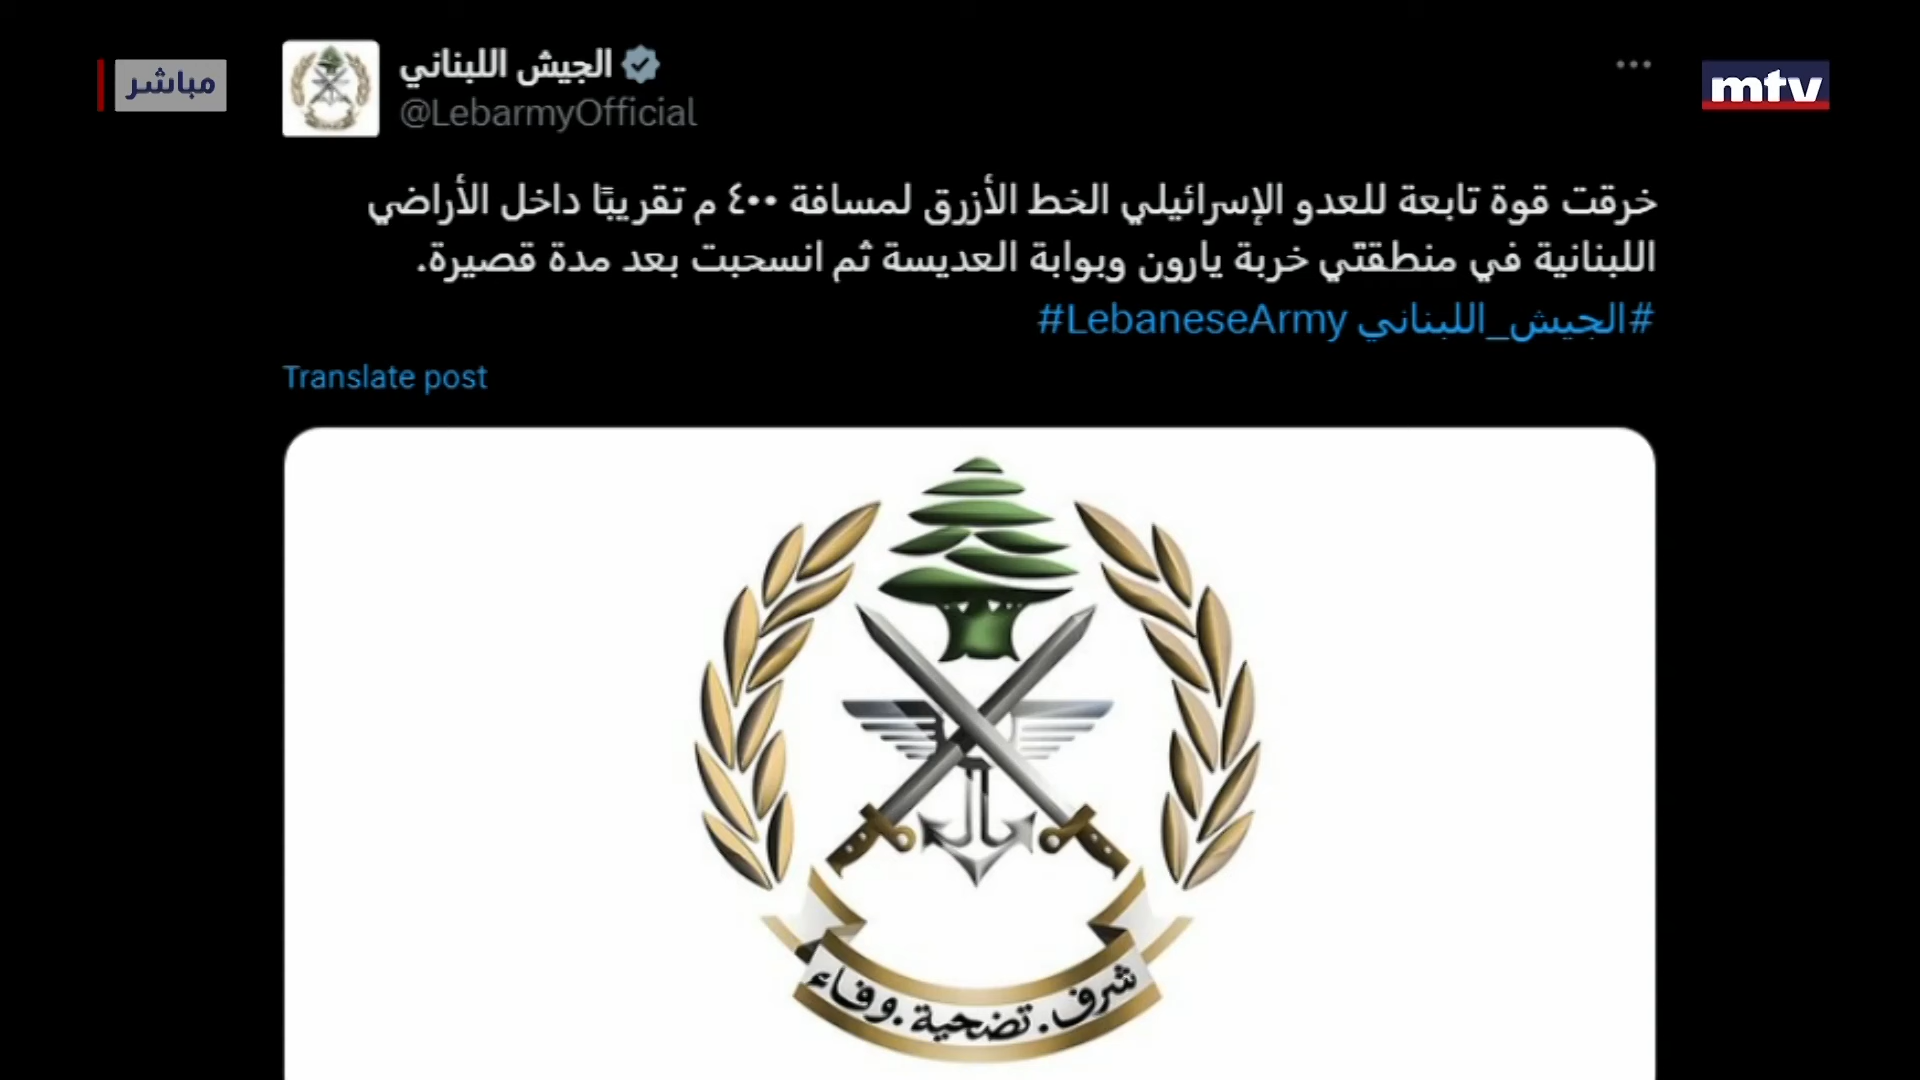 مباشر
mtv
الجيش اللبناني
@LebarmyOfficial
خرقت قوة تابعة للعدو الإسرائيلي الخط الأزرق لمسافة ٤٠٠ م تقريبًا داخل الأراضي
اللبنانية في منطقتي خربة يارون وبوابة العديسة ثم انسحبت بعد مدة قصيرة.
#الجيش_اللبناني #LebaneseArmy
Translate post
شرف . تضحية . وفاء